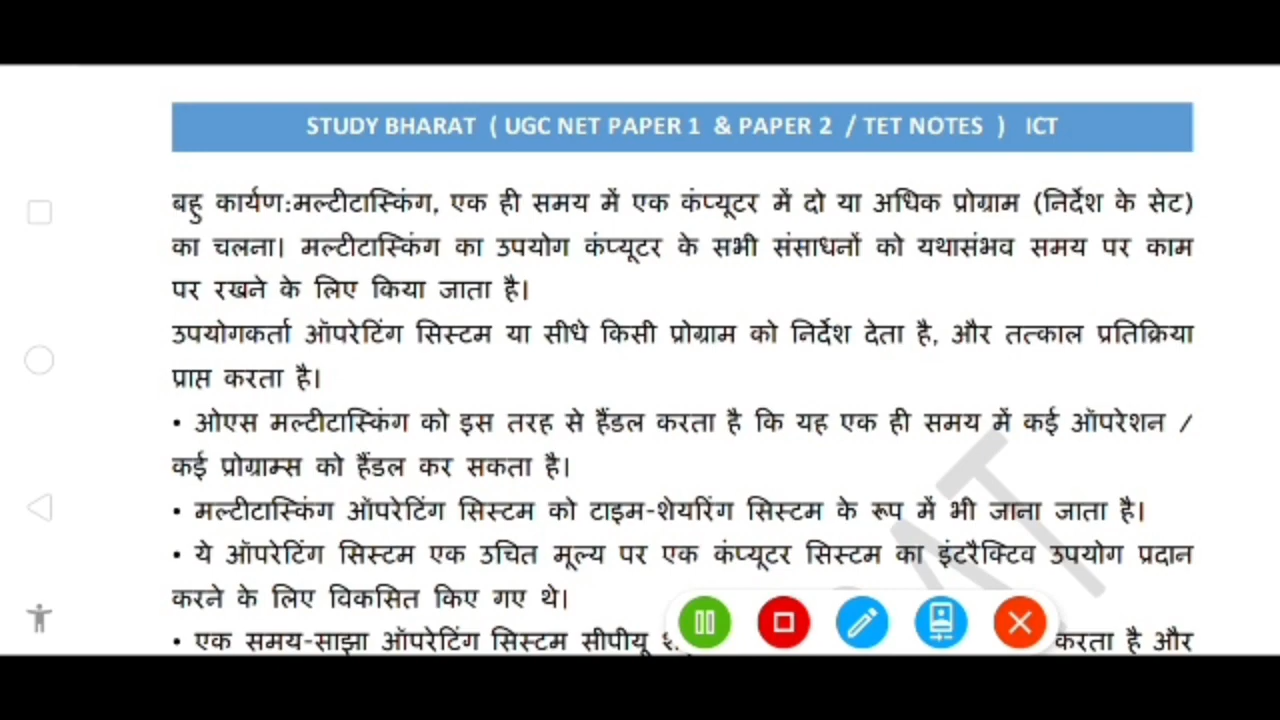 STUDY BHARAT ( UGC NET PAPER 1 & PAPER 2 / TET NOTES ) ICT
बहु कार्यण:मल्टीटास्किंग, एक ही समय में एक कंप्यूटर में दो या अधिक प्रोग्राम (निर्देश के सेट)
का चलना। मल्टीटास्किंग का उपयोग कंप्यूटर के सभी संसाधनों को यथासंभव समय पर काम
पर रखने के लिए किया जाता है।
उपयोगकर्ता ऑपरेटिंग सिस्टम या सीधे किसी प्रोग्राम को निर्देश देता है, और तत्काल प्रतिक्रिया
प्राप्त करता है।
• ओएस मल्टीटास्किंग को इस तरह से हैंडल करता है कि यह एक ही समय में कई ऑपरेशन /
कई प्रोग्राम्स को हैंडल कर सकता है।
• मल्टीटास्किंग ऑपरेटिंग सिस्टम को टाइम-शेयरिंग सिस्टम के रूप में भी जाना जाता है।
• ये ऑपरेटिंग सिस्टम एक उचित मूल्य पर एक कंप्यूटर सिस्टम का इंटरैक्टिव उपयोग प्रदान
करने के लिए विकसित किए गए थे।
• एक समय-साझा ऑपरेटिंग सिस्टम सीपीयू करता है और